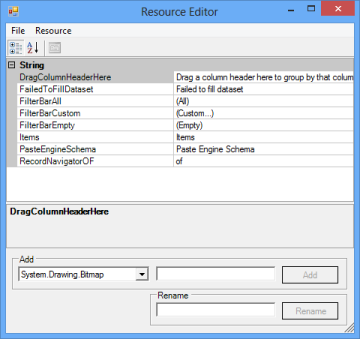 Resource Editor
File Resource
String
DragColumnHeaderHere Drag a column header here to group by that colum
FailedToFillDataset Failed to fill dataset
FilterBarAll (All)
FilterBarCustom (Custom...)
FilterBarEmpty (Empty)
Items Items
PasteEngineSchema Paste Engine Schema
RecordNavigatorOF of
DragColumnHeaderHere
Add
System.Drawing.Bitmap Add
Rename
Rename